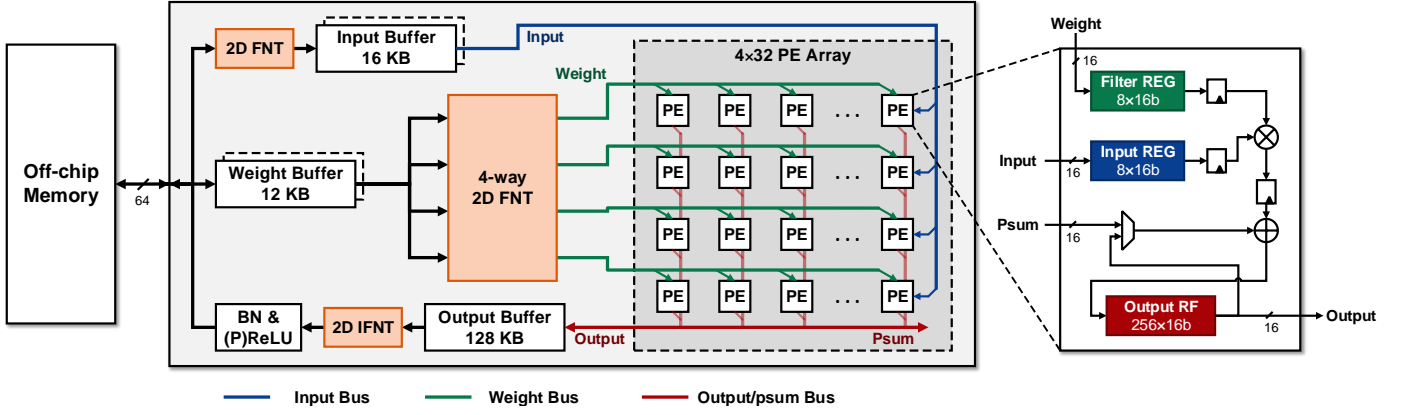 Off-chip
Memory
64
2D FNT
Input Buffer
16 KB
Input
Weight Buffer
12 KB
4-way
2D FNT
Weight
4×32 PE Array
PE
PE
PE
...
PE
PE
PE
PE
...
PE
PE
PE
PE
...
PE
PE
PE
PE
...
PE
BN &
(P)ReLU
2D IFNT
Output Buffer
128 KB
Output
Psum
Weight
16
Filter REG
8×16b
Input
16
Input REG
8×16b
Psum
16
Output RF
256×16b
16
Output
Input Bus
Weight Bus
Output/psum Bus